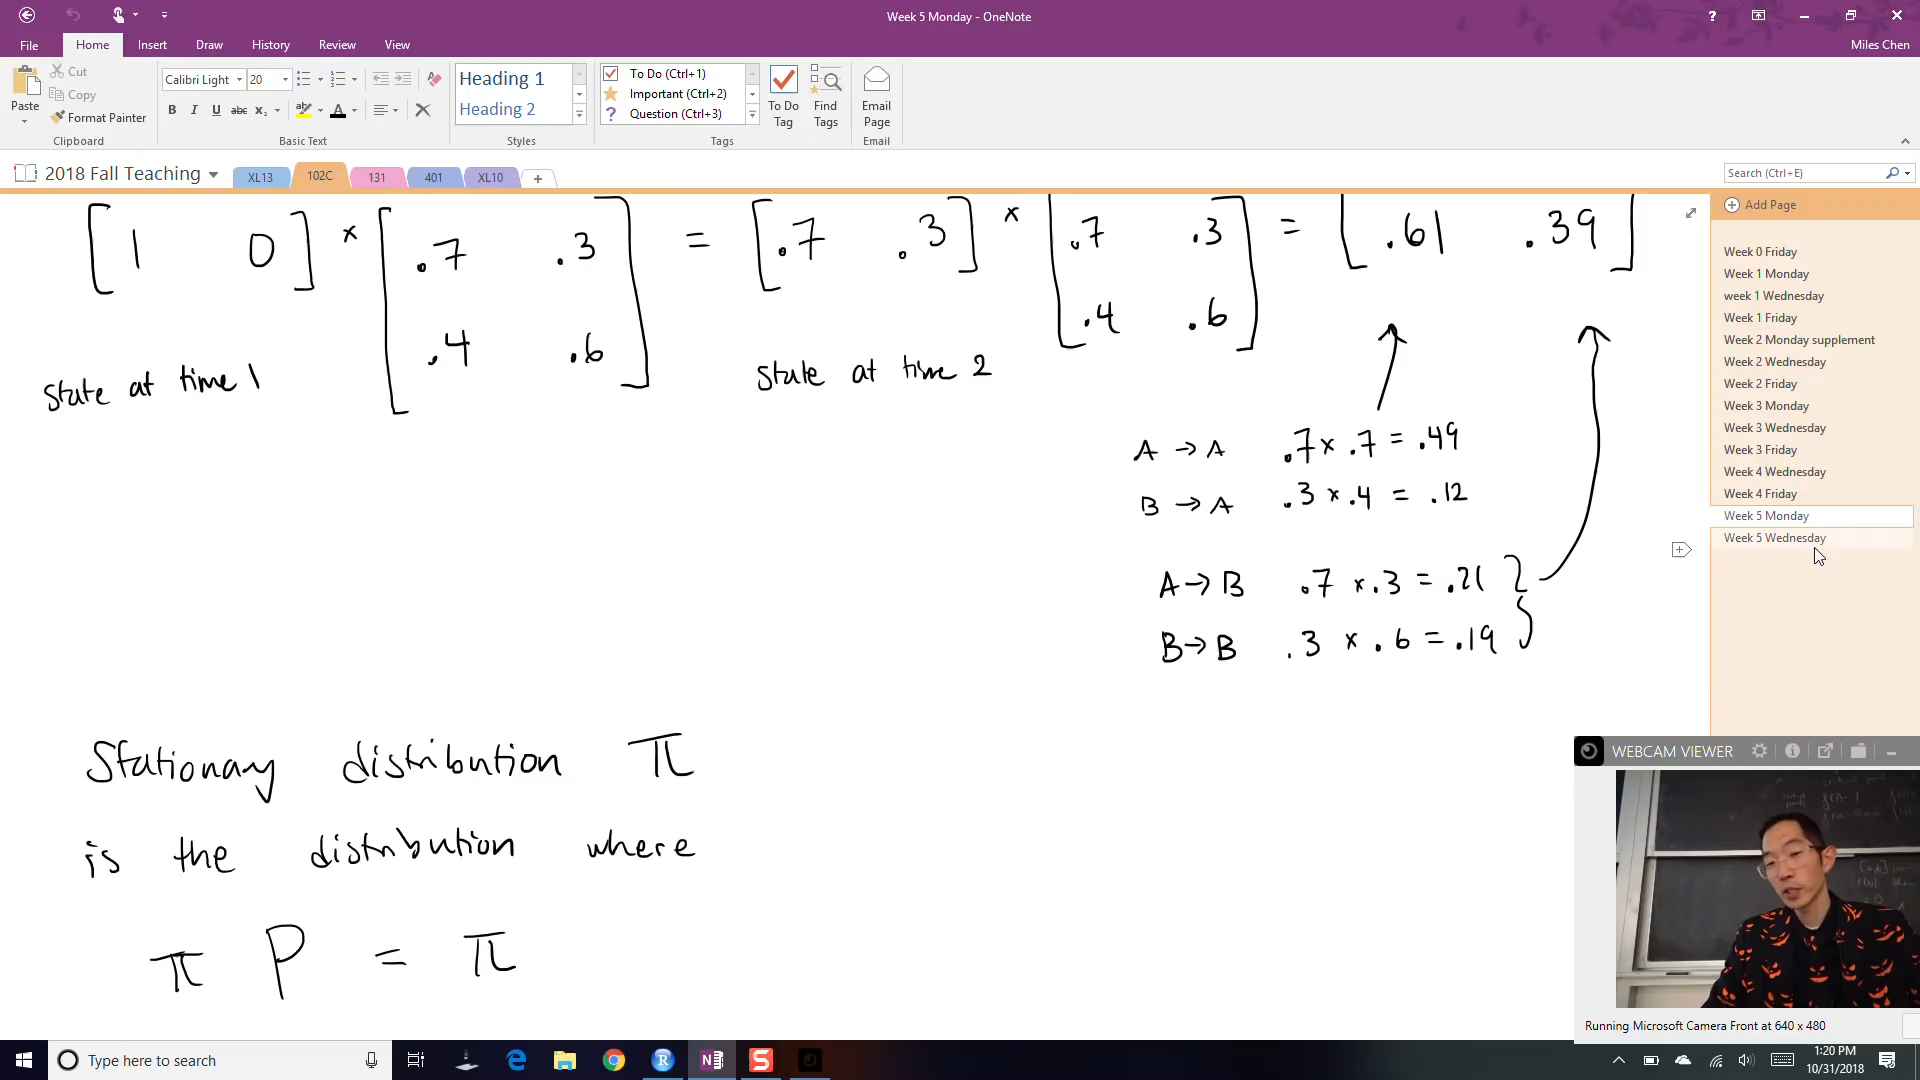 Week 5 Monday - OneNote
File Home Insert Draw History Review View
Miles Chen
Paste
Cut
Copy
Format Painter
Clipboard
Calibri Light 20
B I U abc x₂
A
Basic Text
Heading 1
Heading 2
Styles
To Do (Ctrl+1)
Important (Ctrl+2)
Question (Ctrl+3)
Tags
To Do Tag
Find Tags
Email Page
Email
2018 Fall Teaching
XL13 102C 131 401 XL10
Search (Ctrl+E)
Add Page
Week 0 Friday
Week 1 Monday
week 1 Wednesday
Week 1 Friday
Week 2 Monday supplement
Week 2 Wednesday
Week 2 Friday
Week 3 Monday
Week 3 Wednesday
Week 3 Friday
Week 4 Wednesday
Week 4 Friday
Week 5 Monday
Week 5 Wednesday
[1 0] × [.7 .3 = [.7 .3] × [.7 .3 = [.61 .39]
.4 .6] .4 .6]
state at time 1
state at time 2
A → A .7 × .7 = .49
B → A .3 × .4 = .12
A → B .7 × .3 = .21
B → B .3 × .6 = .19
Stationary distribution π
is the distribution where
π P = π
WEBCAM VIEWER
Running Microsoft Camera Front at 640 x 480
Type here to search
1:20 PM
10/31/2018